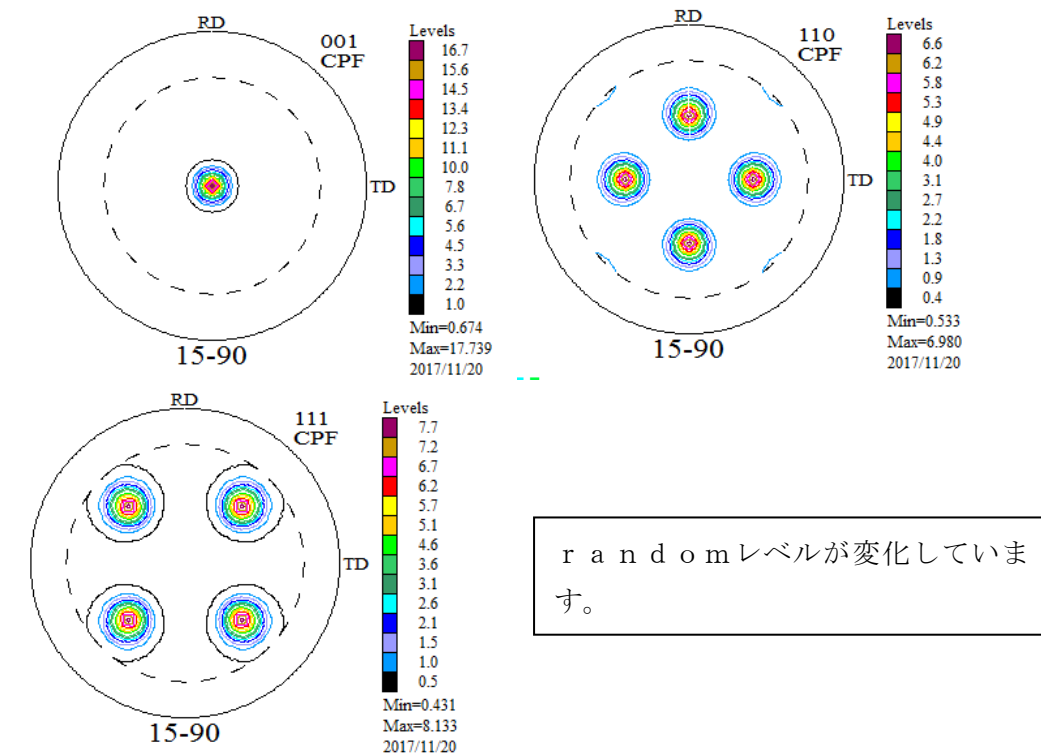 RD
001
CPF
TD
15-90
Levels
16.7
15.6
14.5
13.4
12.3
11.1
10.0
7.8
6.7
5.6
4.5
3.3
2.2
1.0
Min=0.674
Max=17.739
2017/11/20
RD
110
CPF
TD
15-90
Levels
6.6
6.2
5.8
5.3
4.9
4.4
4.0
3.1
2.7
2.2
1.8
1.3
0.9
0.4
Min=0.533
Max=6.980
2017/11/20
RD
111
CPF
TD
15-90
Levels
7.7
7.2
6.7
6.2
5.7
5.1
4.6
3.6
3.1
2.6
2.1
1.5
1.0
0.5
Min=0.431
Max=8.133
2017/11/20
ｒａｎｄｏｍレベルが変化していま
す。